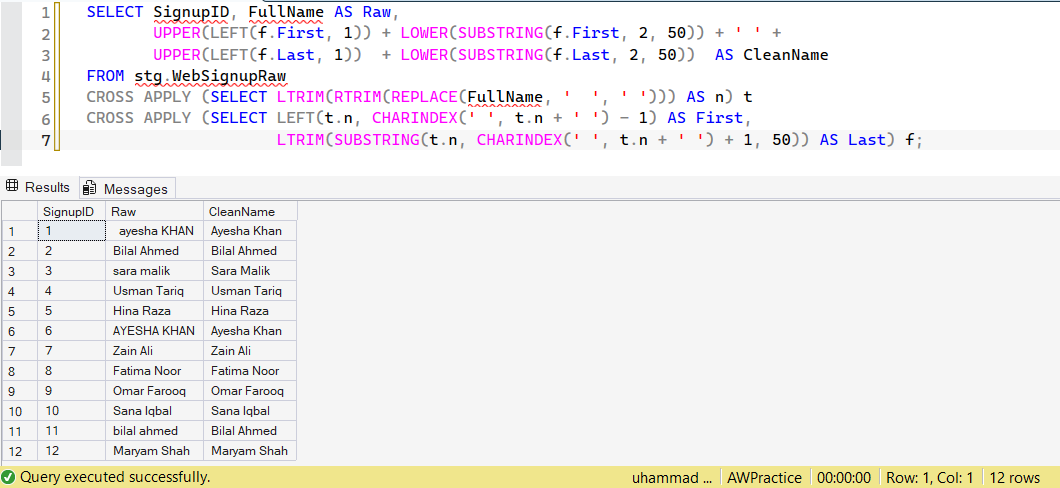 1 SELECT SignupID, FullName AS Raw,
2 UPPER(LEFT(f.First, 1)) + LOWER(SUBSTRING(f.First, 2, 50)) + ' ' +
3 UPPER(LEFT(f.Last, 1))  + LOWER(SUBSTRING(f.Last, 2, 50))  AS CleanName
4 FROM stg.WebSignupRaw
5 CROSS APPLY (SELECT LTRIM(RTRIM(REPLACE(FullName, '  ', ' '))) AS n) t
6 CROSS APPLY (SELECT LEFT(t.n, CHARINDEX(' ', t.n + ' ') - 1) AS First,
7 LTRIM(SUBSTRING(t.n, CHARINDEX(' ', t.n + ' ') + 1, 50)) AS Last) f;
Results Messages
SignupID Raw CleanName
1 1 ayesha KHAN Ayesha Khan
2 2 Bilal Ahmed Bilal Ahmed
3 3 sara malik Sara Malik
4 4 Usman Tariq Usman Tariq
5 5 Hina Raza Hina Raza
6 6 AYESHA KHAN Ayesha Khan
7 7 Zain Ali Zain Ali
8 8 Fatima Noor Fatima Noor
9 9 Omar Farooq Omar Farooq
10 10 Sana Iqbal Sana Iqbal
11 11 bilal ahmed Bilal Ahmed
12 12 Maryam Shah Maryam Shah
Query executed successfully. uhammad ... AWPractice 00:00:00 Row: 1, Col: 1 12 rows